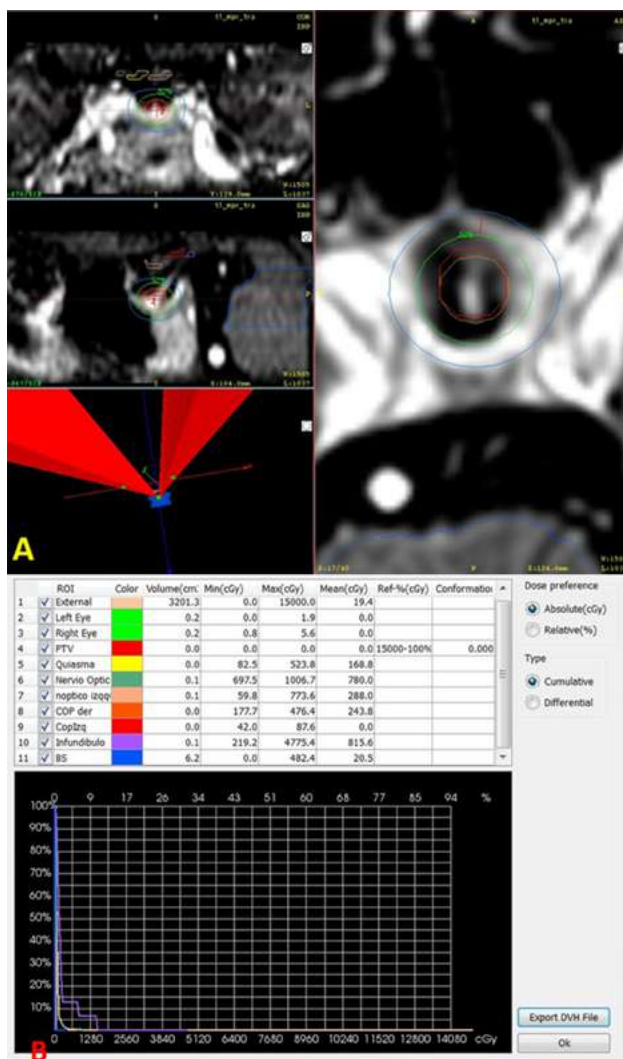 tl_mpr_tra
COR
tl_mpr_tra
A
50%
L
I
SAG
50%
P
I
A
P
A
ROI Color Volume(cm: Min(cGy) Max(cGy) Mean(cGy) Ref-%(cGy) Conformation
1 External 3201.3 0.0 15000.0 19.4
2 Left Eye 0.2 0.0 1.9 0.0
3 Right Eye 0.2 0.8 5.6 0.0
4 PTV 0.0 0.0 0.0 0.0 15000-100% 0.000
5 Quiasma 0.0 82.5 523.8 168.8
6 Nervio Optic 0.1 697.5 1006.7 780.0
7 noptico izqq 0.1 59.8 773.6 288.0
8 COP der 0.0 177.7 476.4 243.8
9 CopIzq 0.0 42.0 87.6 0.0
10 Infundibulo 0.1 219.2 4775.4 815.6
11 BS 6.2 0.0 482.4 20.5
Dose preference
Absolute(cGy)
Relative(%)
Type
Cumulative
Differential
0 9 17 26 34 43 51 60 68 77 85 94 %
100%
90%
80%
70%
60%
50%
40%
30%
20%
10%
0 1280 2560 3840 5120 6400 7680 8960 10240 11520 12800 14080 cGy
B
Export DVH File
Ok